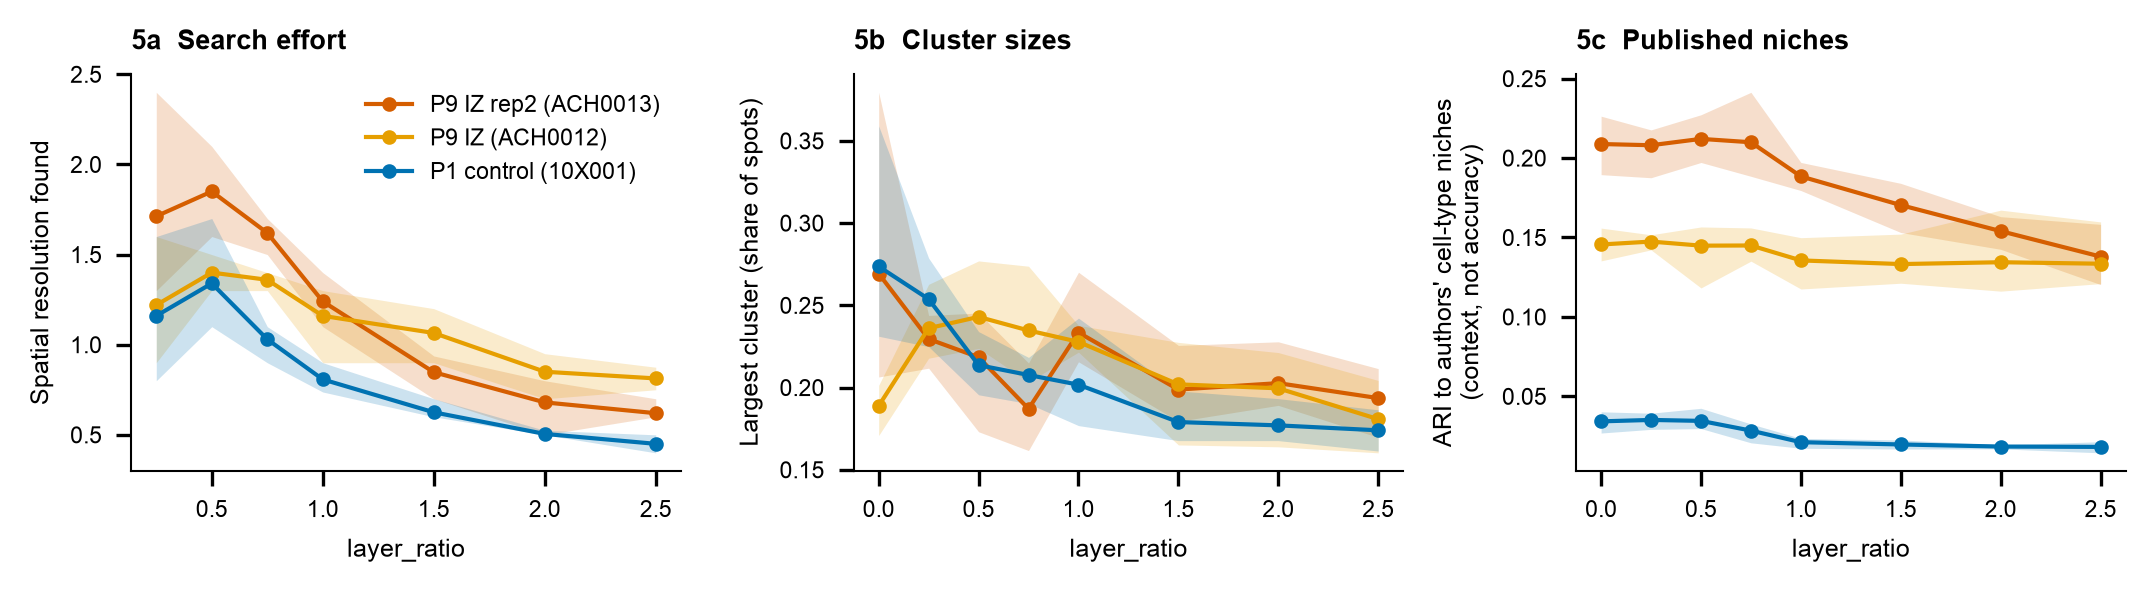 5a  Search effort
Spatial resolution found
2.5
2.0
1.5
1.0
0.5
P9 IZ rep2 (ACH0013)
P9 IZ (ACH0012)
P1 control (10X001)
0.5 1.0 1.5 2.0 2.5
layer_ratio
5b  Cluster sizes
Largest cluster (share of spots)
0.35
0.30
0.25
0.20
0.15
0.0 0.5 1.0 1.5 2.0 2.5
layer_ratio
5c  Published niches
ARI to authors' cell-type niches
(context, not accuracy)
0.25
0.20
0.15
0.10
0.05
0.0 0.5 1.0 1.5 2.0 2.5
layer_ratio